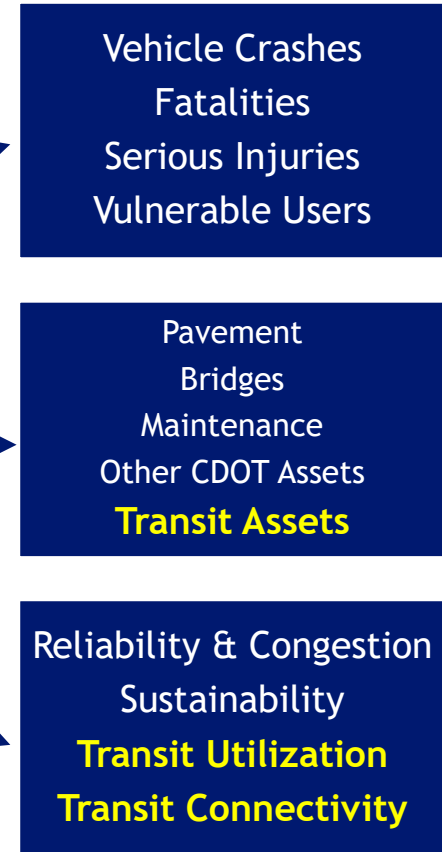 Vehicle Crashes
Fatalities
Serious Injuries
Vulnerable Users
Pavement
Bridges
Maintenance
Other CDOT Assets
Transit Assets
Reliability & Congestion
Sustainability
Transit Utilization
Transit Connectivity